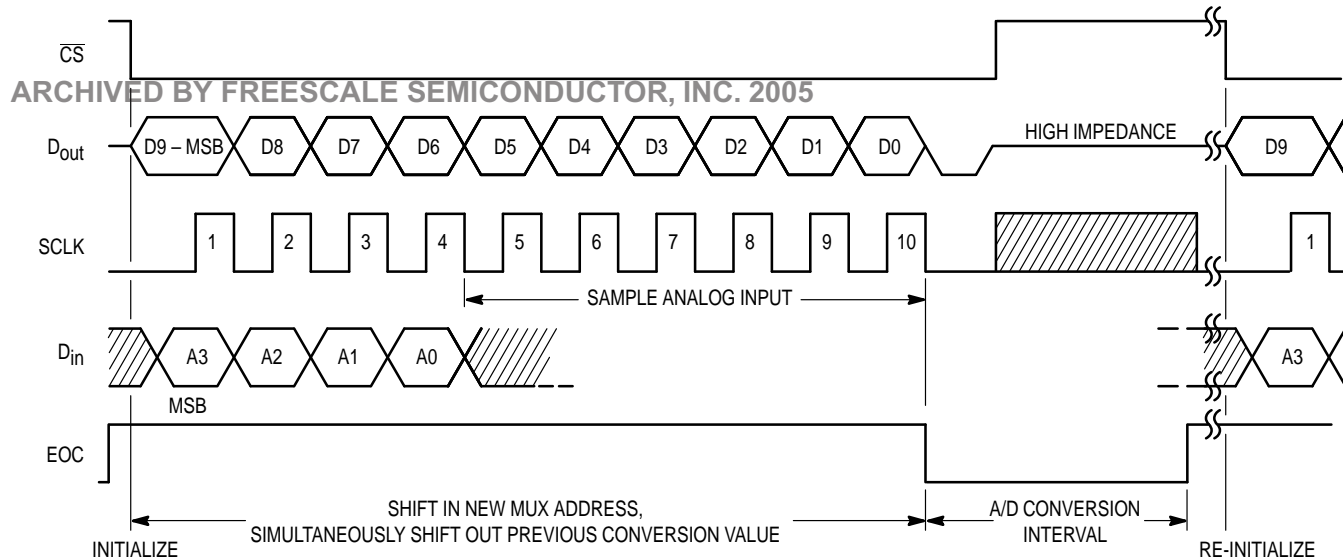 CS
ARCHIVED BY FREESCALE SEMICONDUCTOR, INC. 2005
Dout
D9 – MSB D8 D7 D6 D5 D4 D3 D2 D1 D0 HIGH IMPEDANCE D9
SCLK
1 2 3 4 5 6 7 8 9 10 1
SAMPLE ANALOG INPUT
Din
A3 A2 A1 A0 A3
MSB
EOC
SHIFT IN NEW MUX ADDRESS,
SIMULTANEOUSLY SHIFT OUT PREVIOUS CONVERSION VALUE
A/D CONVERSION
INTERVAL
INITIALIZE
RE-INITIALIZE